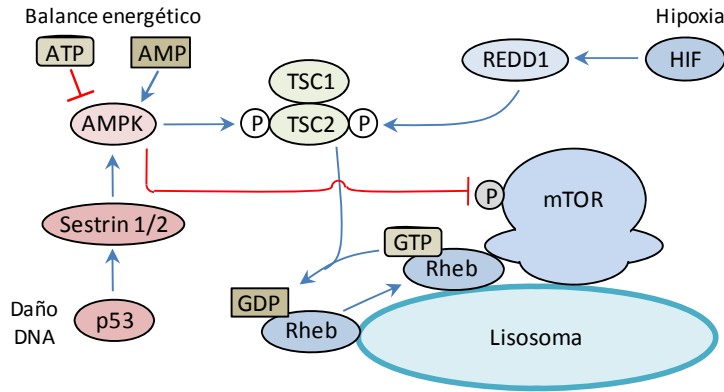 Balance energético
Hipoxia
ATP
AMP
REDD1
HIF
TSC1
AMPK
P
TSC2
P
P
mTOR
Sestrin 1/2
GTP
Rheb
GDP
Daño
DNA
p53
Rheb
Lisosoma